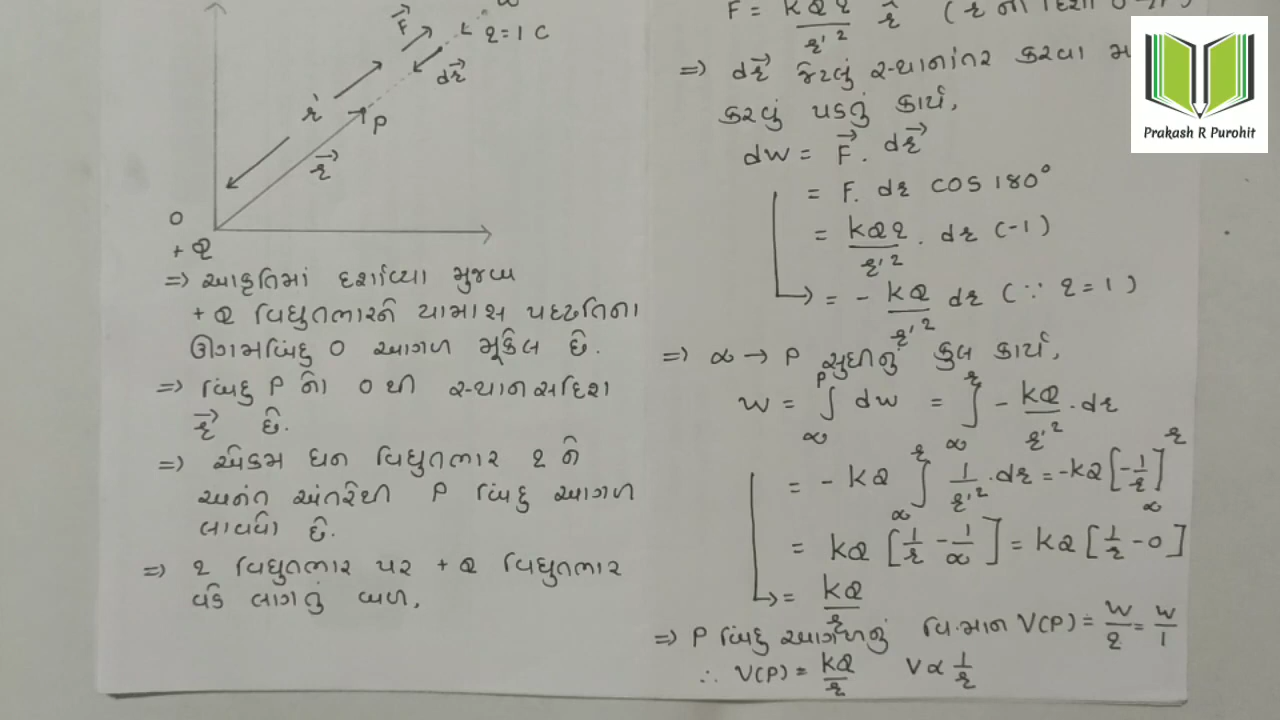 F⃗
q = 1 C
dr⃗
r'
P
r⃗
O
+ Q
⇒ આકૃતિમાં દર્શાવ્યા મુજબ
+ Q વિદ્યુતભારને યામાક્ષ પદ્ધતિના
ઊગમબિંદુ O આગળ મૂકેલ છે.
⇒ બિંદુ P નો O થી સ્થાનસદિશ
r⃗ છે.
⇒ એકમ ધન વિદ્યુતભાર q ને
અનંત અંતરેથી P બિંદુ આગળ
લાવવો છે.
⇒ q વિદ્યુતભાર પર + Q વિદ્યુતભાર
વડે લાગતું બળ,
F = kQq / r'² r̂ ( r ની દિશા
⇒ dr⃗ જેટલું સ્થાનાંતર કરવા
કરવું પડતું કાર્ય,
dw = F⃗ . dr⃗
= F. dr cos 180°
= kQq / r'² . dr (-1)
= - kQ / r'² dr (∵ q = 1)
⇒ ∞ → P સુધીનું કુલ કાર્ય,
W = ∫_∞^P dw = ∫_∞^r - kQ / r'² . dr
= - kQ ∫_∞^r 1 / r'² . dr = -kQ [-1/r]_∞^r
= kQ [1/r - 1/∞] = kQ [1/r - 0]
= kQ / r
⇒ P બિંદુ આગળનું વિ.માન V(P) = W/q = W/1
∴ V(P) = kQ / r V ∝ 1/r
Prakash R Purohit